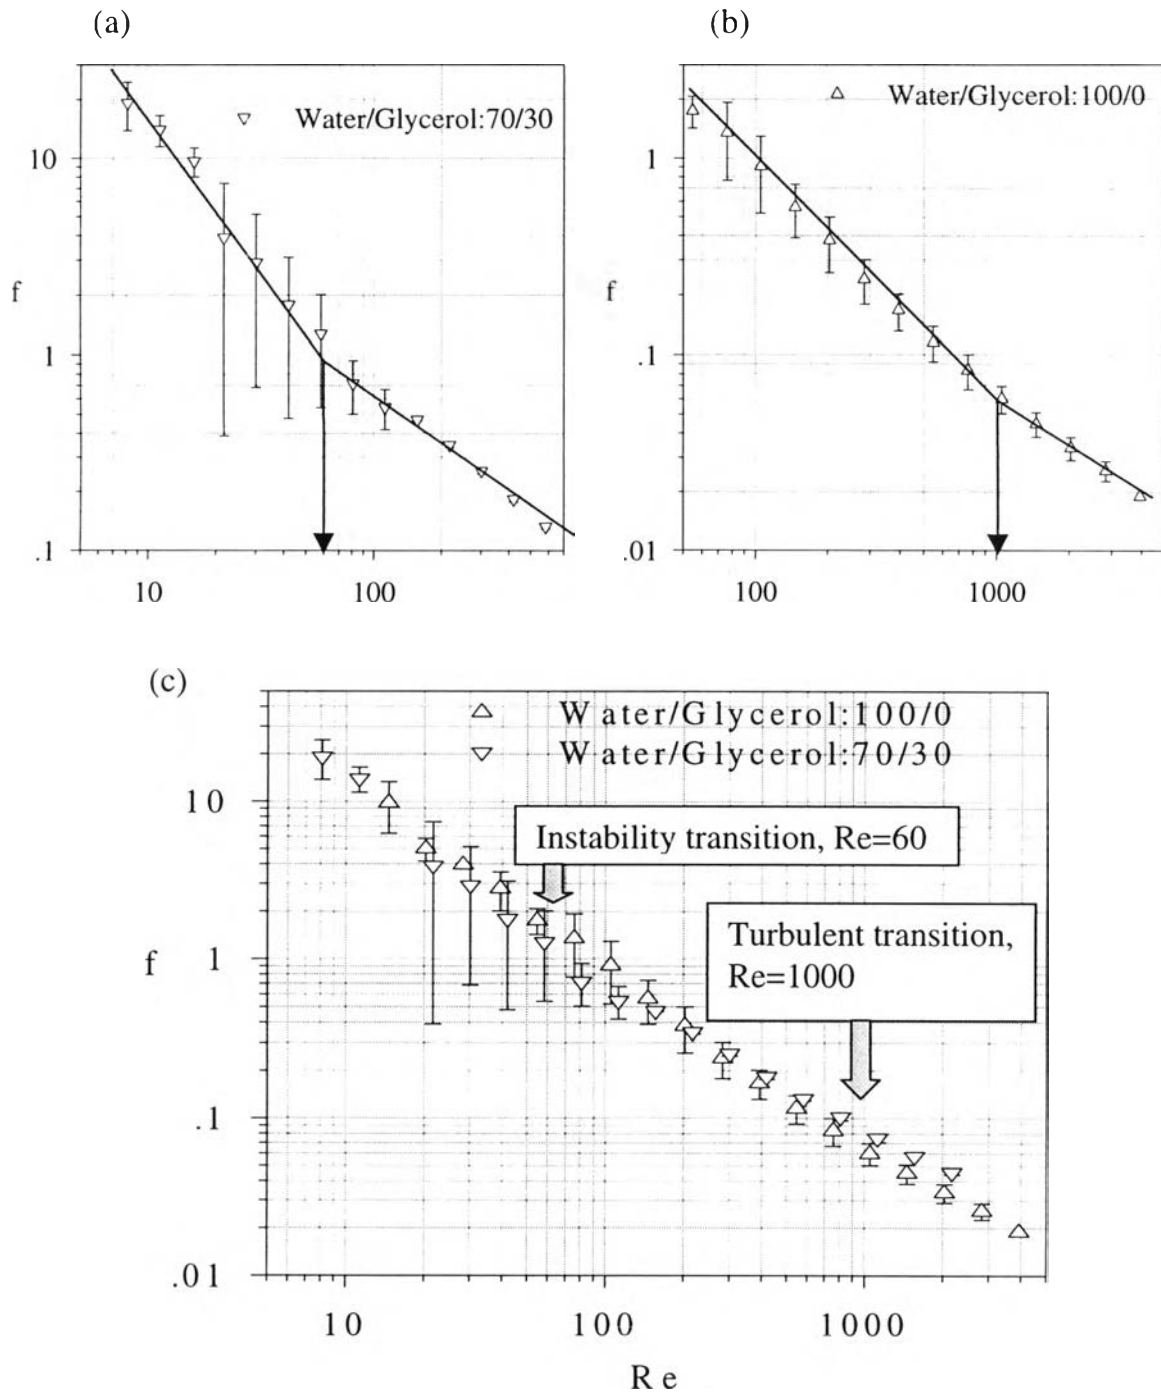 (a)
(b)
Water/Glycerol:70/30
Water/Glycerol:100/0
10
1
.1
f
10
100
1
.1
.01
f
100
1000
(c)
Water/Glycerol:100/0
Water/Glycerol:70/30
Instability transition, Re=60
Turbulent transition,
Re=1000
10
1
.1
.01
f
10
100
1000
Re